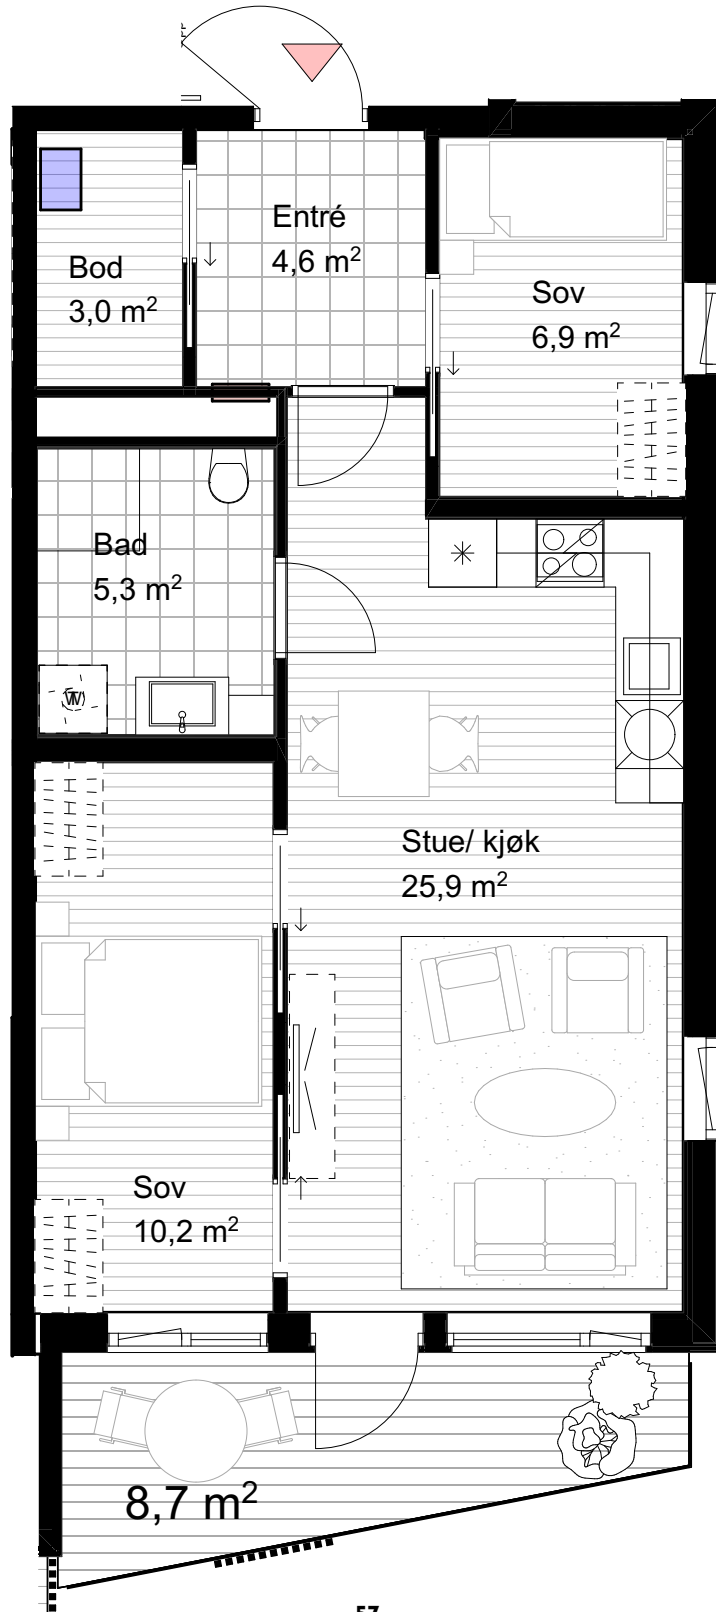 Entré
4,6 m²
Bod
3,0 m²
Sov
6,9 m²
Bad
5,3 m²
VV
Stue/ kjøk
25,9 m²
Sov
10,2 m²
8,7 m²